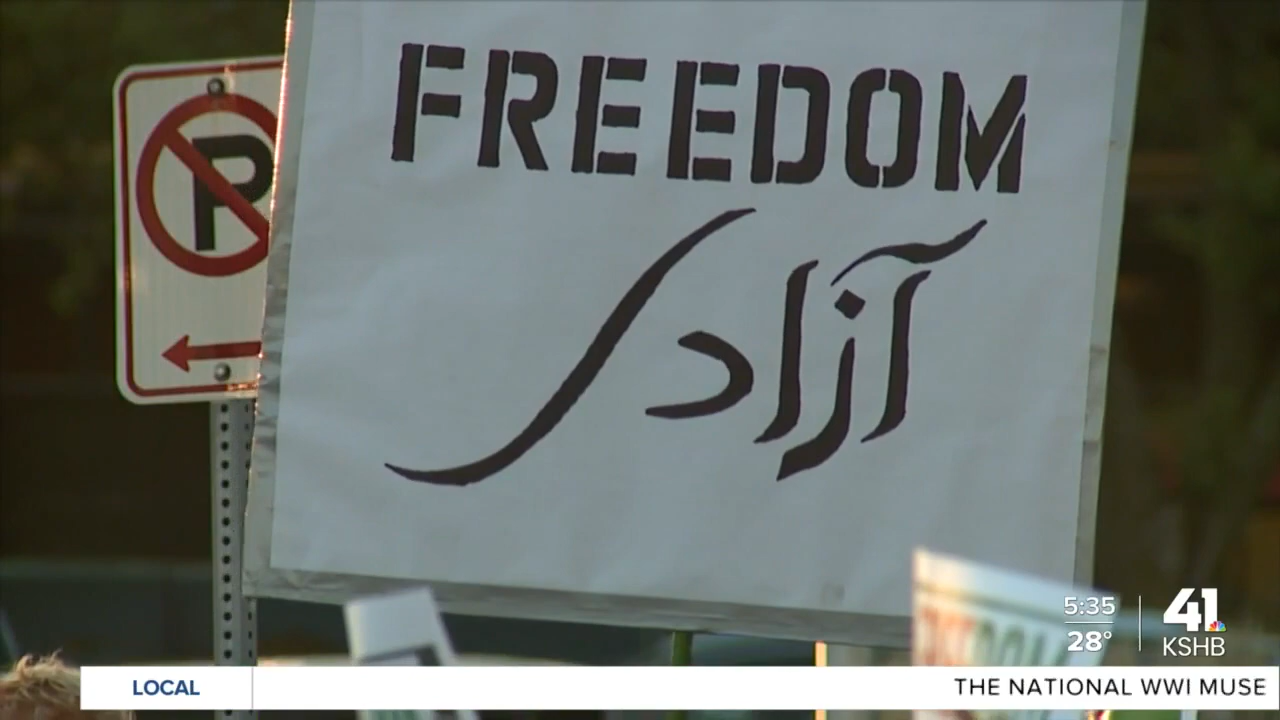 P
FREEDOM
آزادی
5:35
28°
41
KSHB
LOCAL
THE NATIONAL WWI MUSE